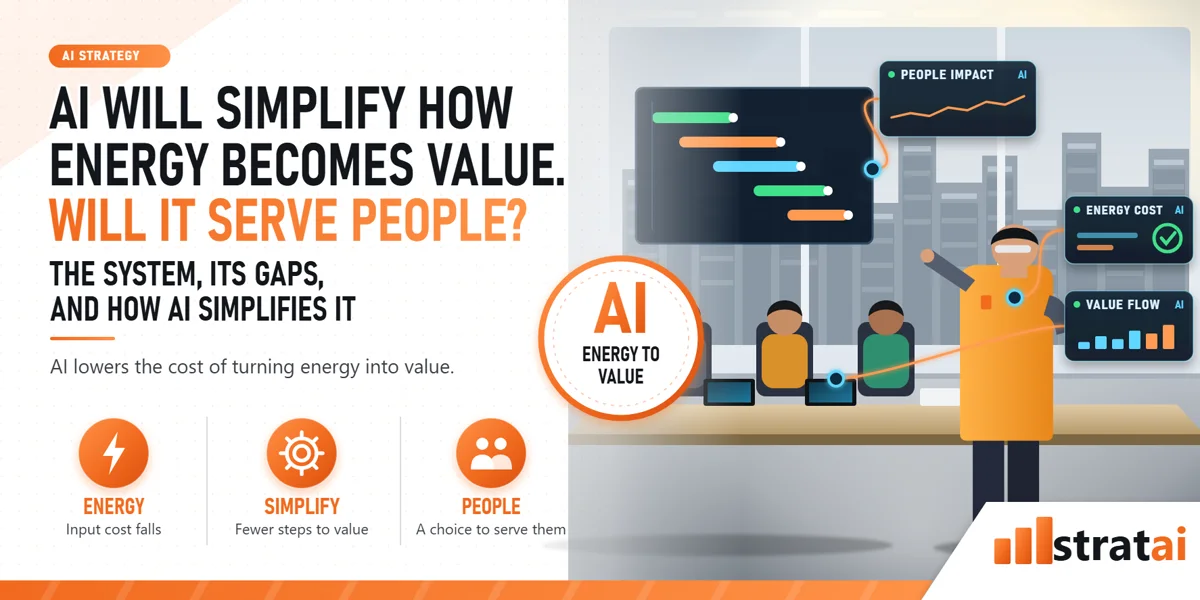 AI STRATEGY
AI WILL SIMPLIFY HOW
ENERGY BECOMES VALUE.
WILL IT SERVE PEOPLE?
THE SYSTEM, ITS GAPS,
AND HOW AI SIMPLIFIES IT
AI lowers the cost of turning energy into value.
ENERGY
Input cost falls
SIMPLIFY
Fewer steps to value
PEOPLE
A choice to serve them
AI
ENERGY TO
VALUE
PEOPLE IMPACT AI
ENERGY COST AI
VALUE FLOW AI
stratai